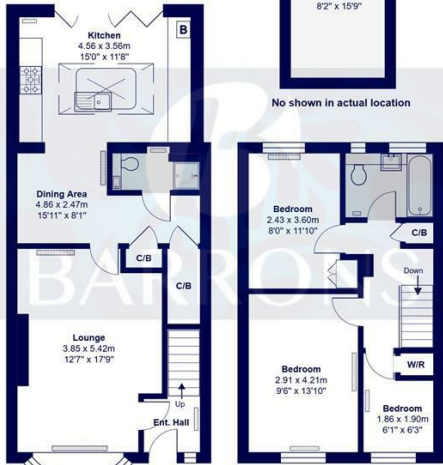 8'2" x 15'9"
No shown in actual location
Kitchen
4.56 x 3.56m
15'0" x 11'8"
B
Dining Area
4.86 x 2.47m
15'11" x 8'1"
C/B
C/B
Lounge
3.85 x 5.42m
12'7" x 17'9"
Up
Ent. Hall
Bedroom
2.43 x 3.60m
8'0" x 11'10"
C/B
Down
Bedroom
2.91 x 4.21m
9'6" x 13'10"
W/R
Bedroom
1.86 x 1.90m
6'1" x 6'3"
B
BARRONS